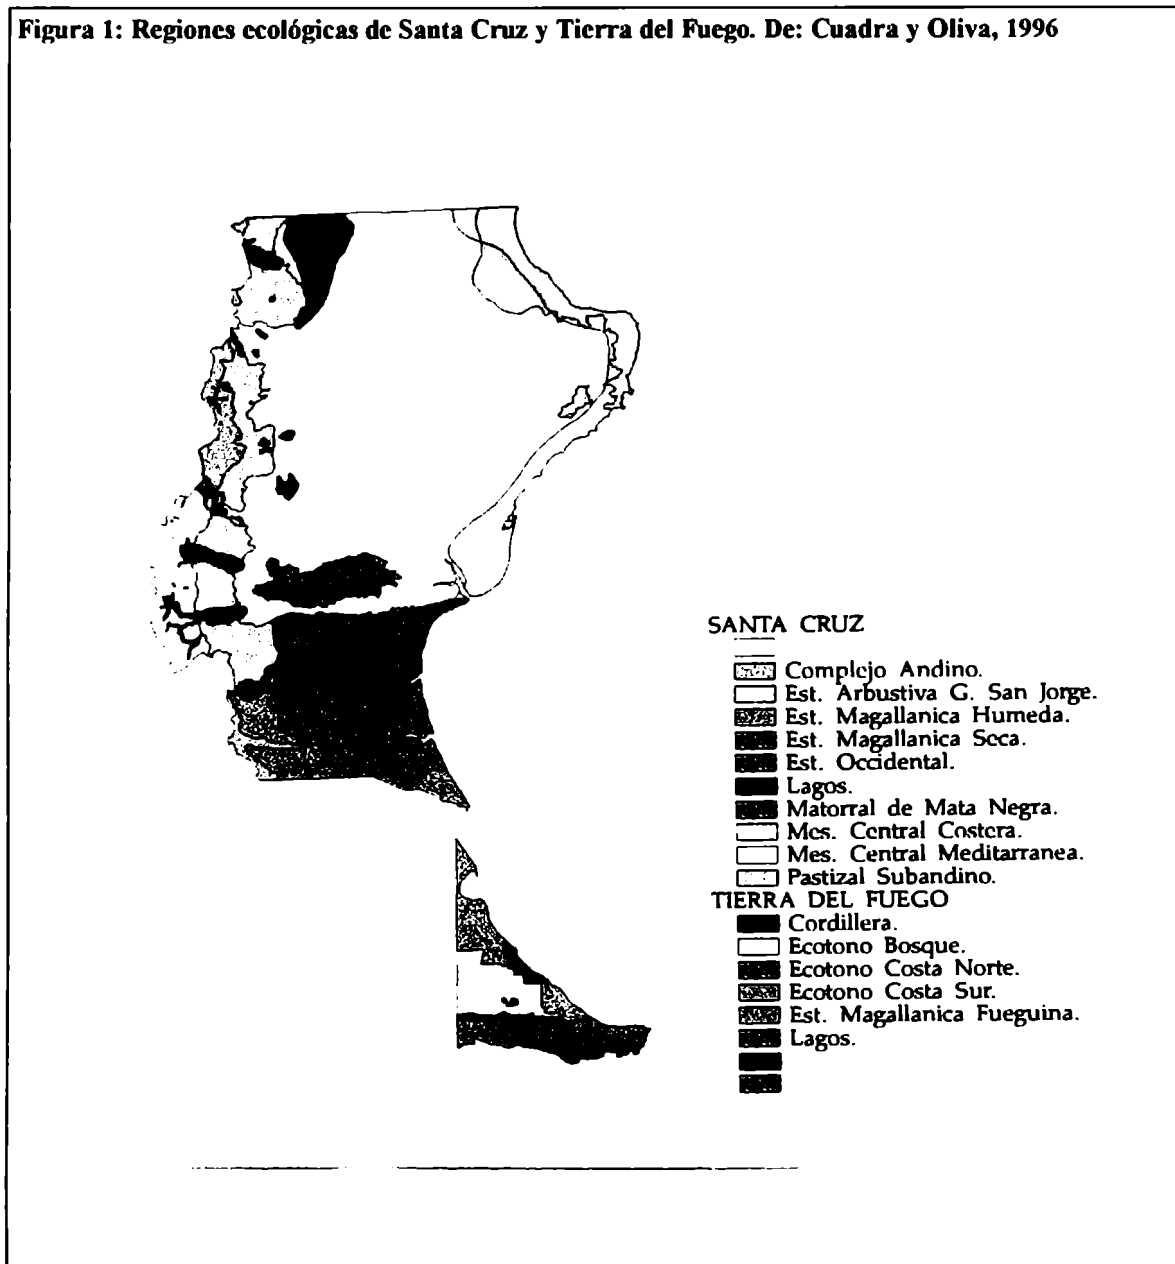 Figura 1: Regiones ecológicas de Santa Cruz y Tierra del Fuego. De: Cuadra y Oliva, 1996
SANTA CRUZ
Complejo Andino.
Est. Arbustiva G. San Jorge.
Est. Magallanica Humeda.
Est. Magallanica Seca.
Est. Occidental.
Lagos.
Matorral de Mata Negra.
Mes. Central Costera.
Mes. Central Meditarranea.
Pastizal Subandino.
TIERRA DEL FUEGO
Cordillera.
Ecotono Bosque.
Ecotono Costa Norte.
Ecotono Costa Sur.
Est. Magallanica Fueguina.
Lagos.